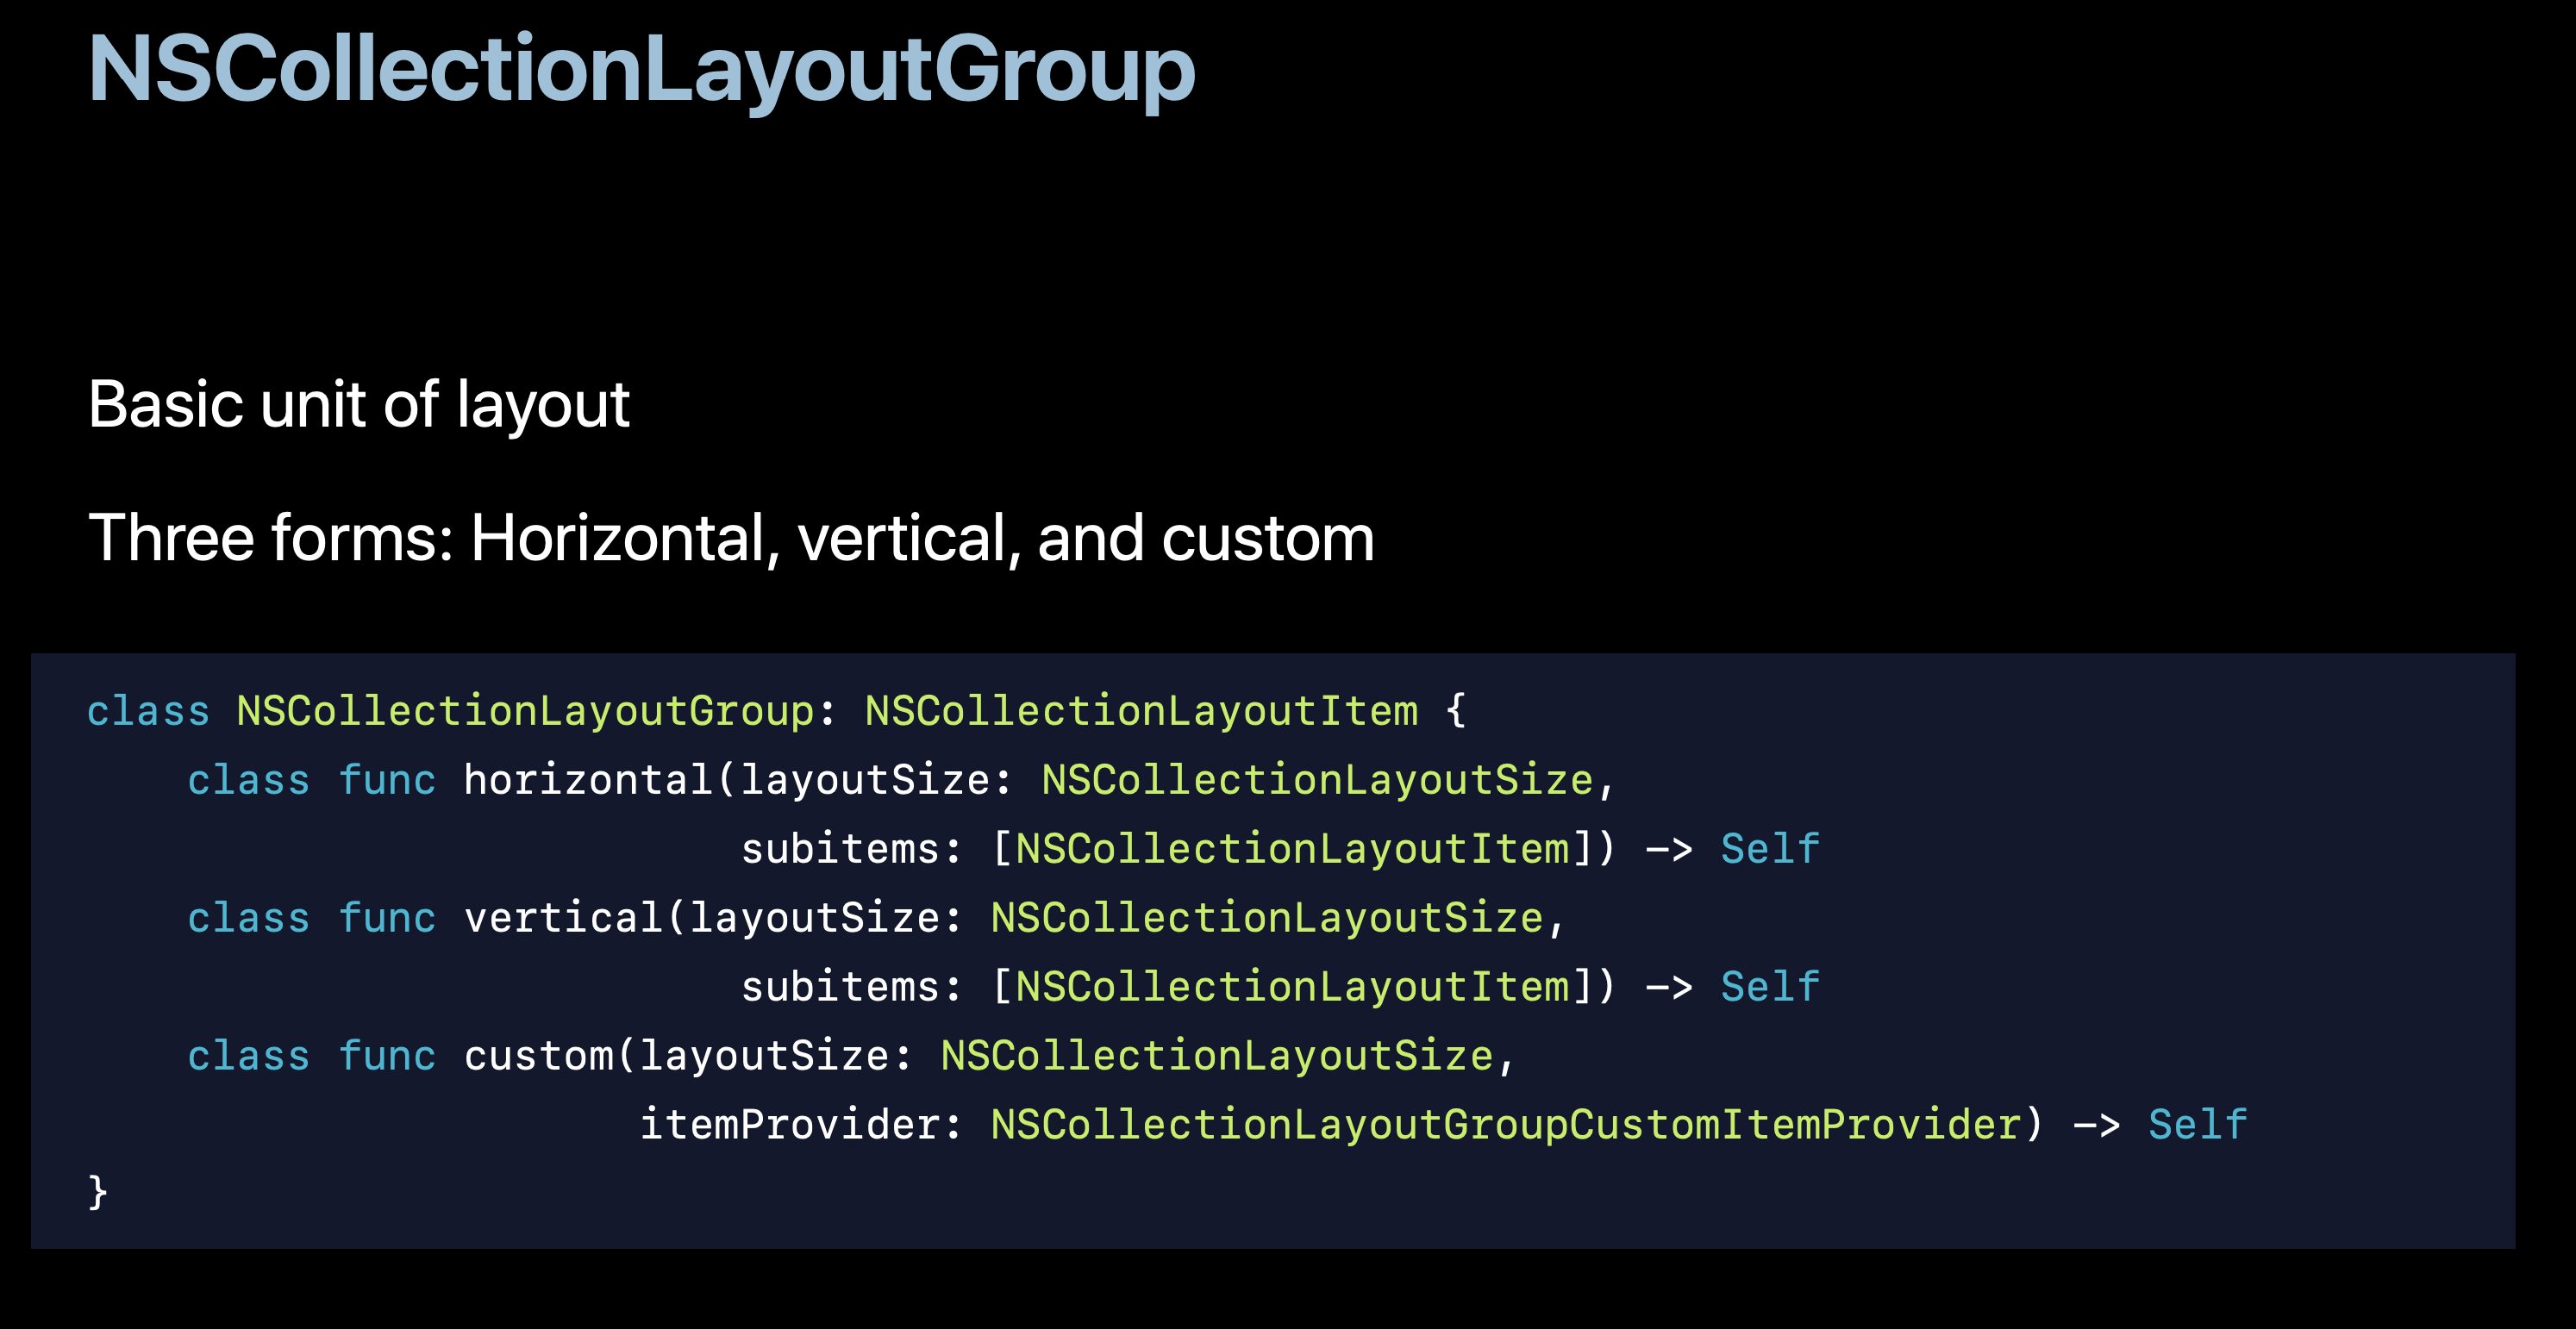 NSCollectionLayoutGroup
Basic unit of layout
Three forms: Horizontal, vertical, and custom
class NSCollectionLayoutGroup: NSCollectionLayoutItem {
    class func horizontal(layoutSize: NSCollectionLayoutSize,
                          subitems: [NSCollectionLayoutItem]) -> Self
    class func vertical(layoutSize: NSCollectionLayoutSize,
                          subitems: [NSCollectionLayoutItem]) -> Self
    class func custom(layoutSize: NSCollectionLayoutSize,
                      itemProvider: NSCollectionLayoutGroupCustomItemProvider) -> Self
}